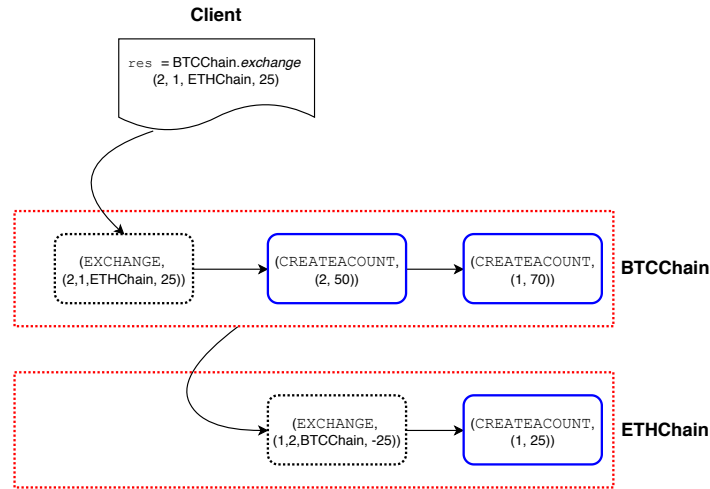 Client
res = BTCChain.exchange
(2, 1, ETHChain, 25)
(EXCHANGE,
(2,1,ETHChain, 25))
(CREATEACOUNT,
(2, 50))
(CREATEACOUNT,
(1, 70))
BTCChain
(EXCHANGE,
(1,2,BTCChain, -25))
(CREATEACOUNT,
(1, 25))
ETHChain